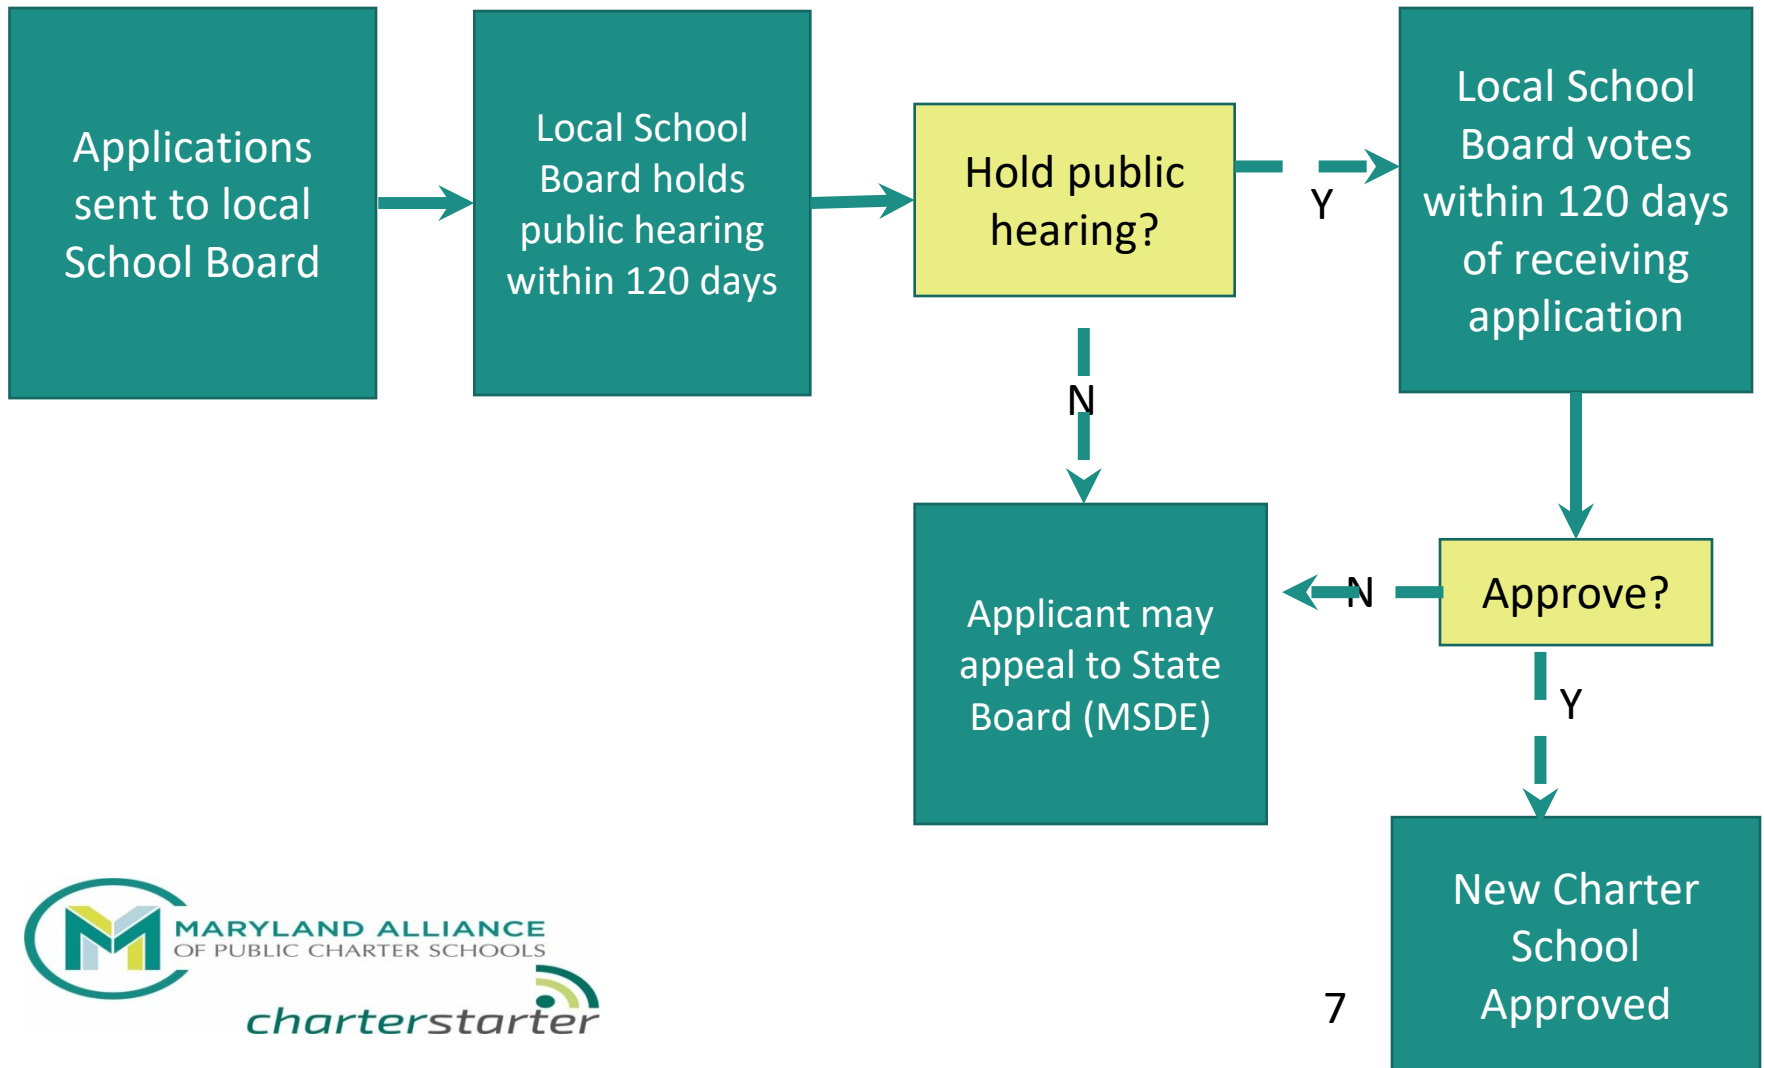 Applications
sent to local
School Board
Local School
Board holds
public hearing
within 120 days
Hold public
hearing?
Y
Local School
Board votes
within 120 days
of receiving
application
N
Applicant may
appeal to State
Board (MSDE)
N
Approve?
Y
New Charter
School
Approved
MARYLAND ALLIANCE
OF PUBLIC CHARTER SCHOOLS
charterstarter
7